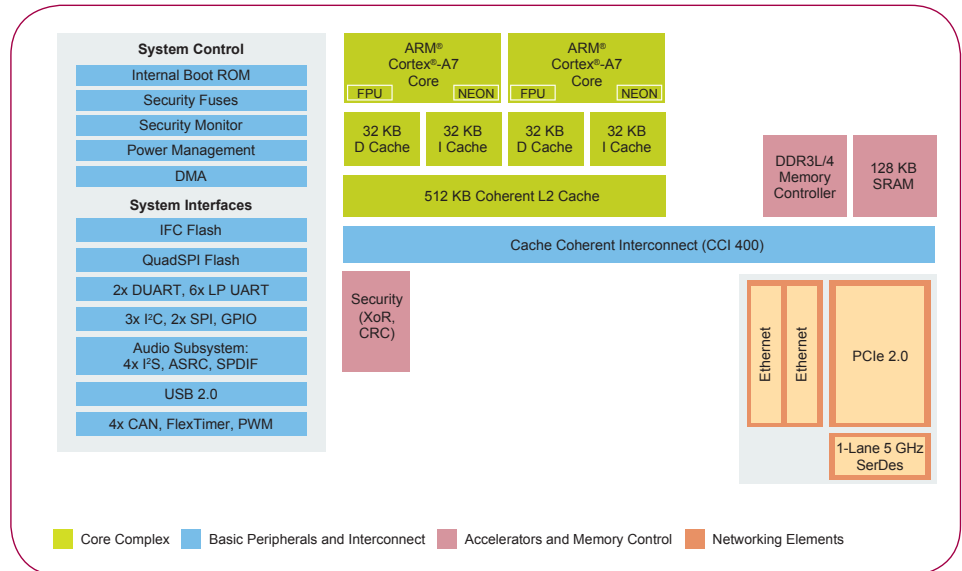 System Control
Internal Boot ROM
Security Fuses
Security Monitor
Power Management
DMA
System Interfaces
IFC Flash
QuadSPI Flash
2x DUART, 6x LP UART
3x I²C, 2x SPI, GPIO
Audio Subsystem:
4x I²S, ASRC, SPDIF
USB 2.0
4x CAN, FlexTimer, PWM
ARM®
Cortex®-A7
Core
FPU
NEON
ARM®
Cortex®-A7
Core
FPU
NEON
32 KB
D Cache
32 KB
I Cache
32 KB
D Cache
32 KB
I Cache
512 KB Coherent L2 Cache
DDR3L/4
Memory
Controller
128 KB
SRAM
Cache Coherent Interconnect (CCI 400)
Security
(XoR,
CRC)
Ethernet
Ethernet
PCIe 2.0
1-Lane 5 GHz
SerDes
Core Complex
Basic Peripherals and Interconnect
Accelerators and Memory Control
Networking Elements